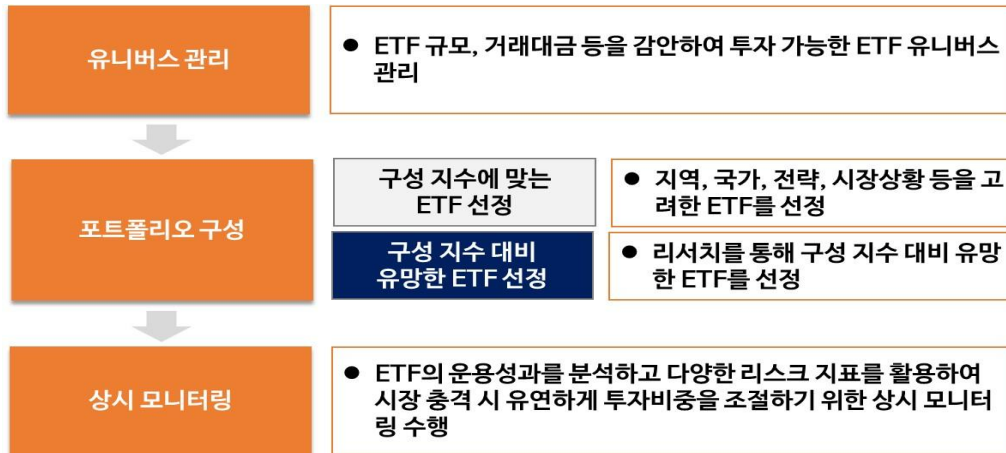 유니버스 관리
● ETF 규모, 거래대금 등을 감안하여 투자 가능한 ETF 유니버스
관리
포트폴리오 구성
구성 지수에 맞는
ETF 선정
● 지역, 국가, 전략, 시장상황 등을 고
려한 ETF를 선정
구성 지수 대비
유망한 ETF 선정
● 리서치를 통해 구성 지수 대비 유망
한 ETF를 선정
상시 모니터링
● ETF의 운용성과를 분석하고 다양한 리스크 지표를 활용하여
시장 충격 시 유연하게 투자비중을 조절하기 위한 상시 모니터
링 수행